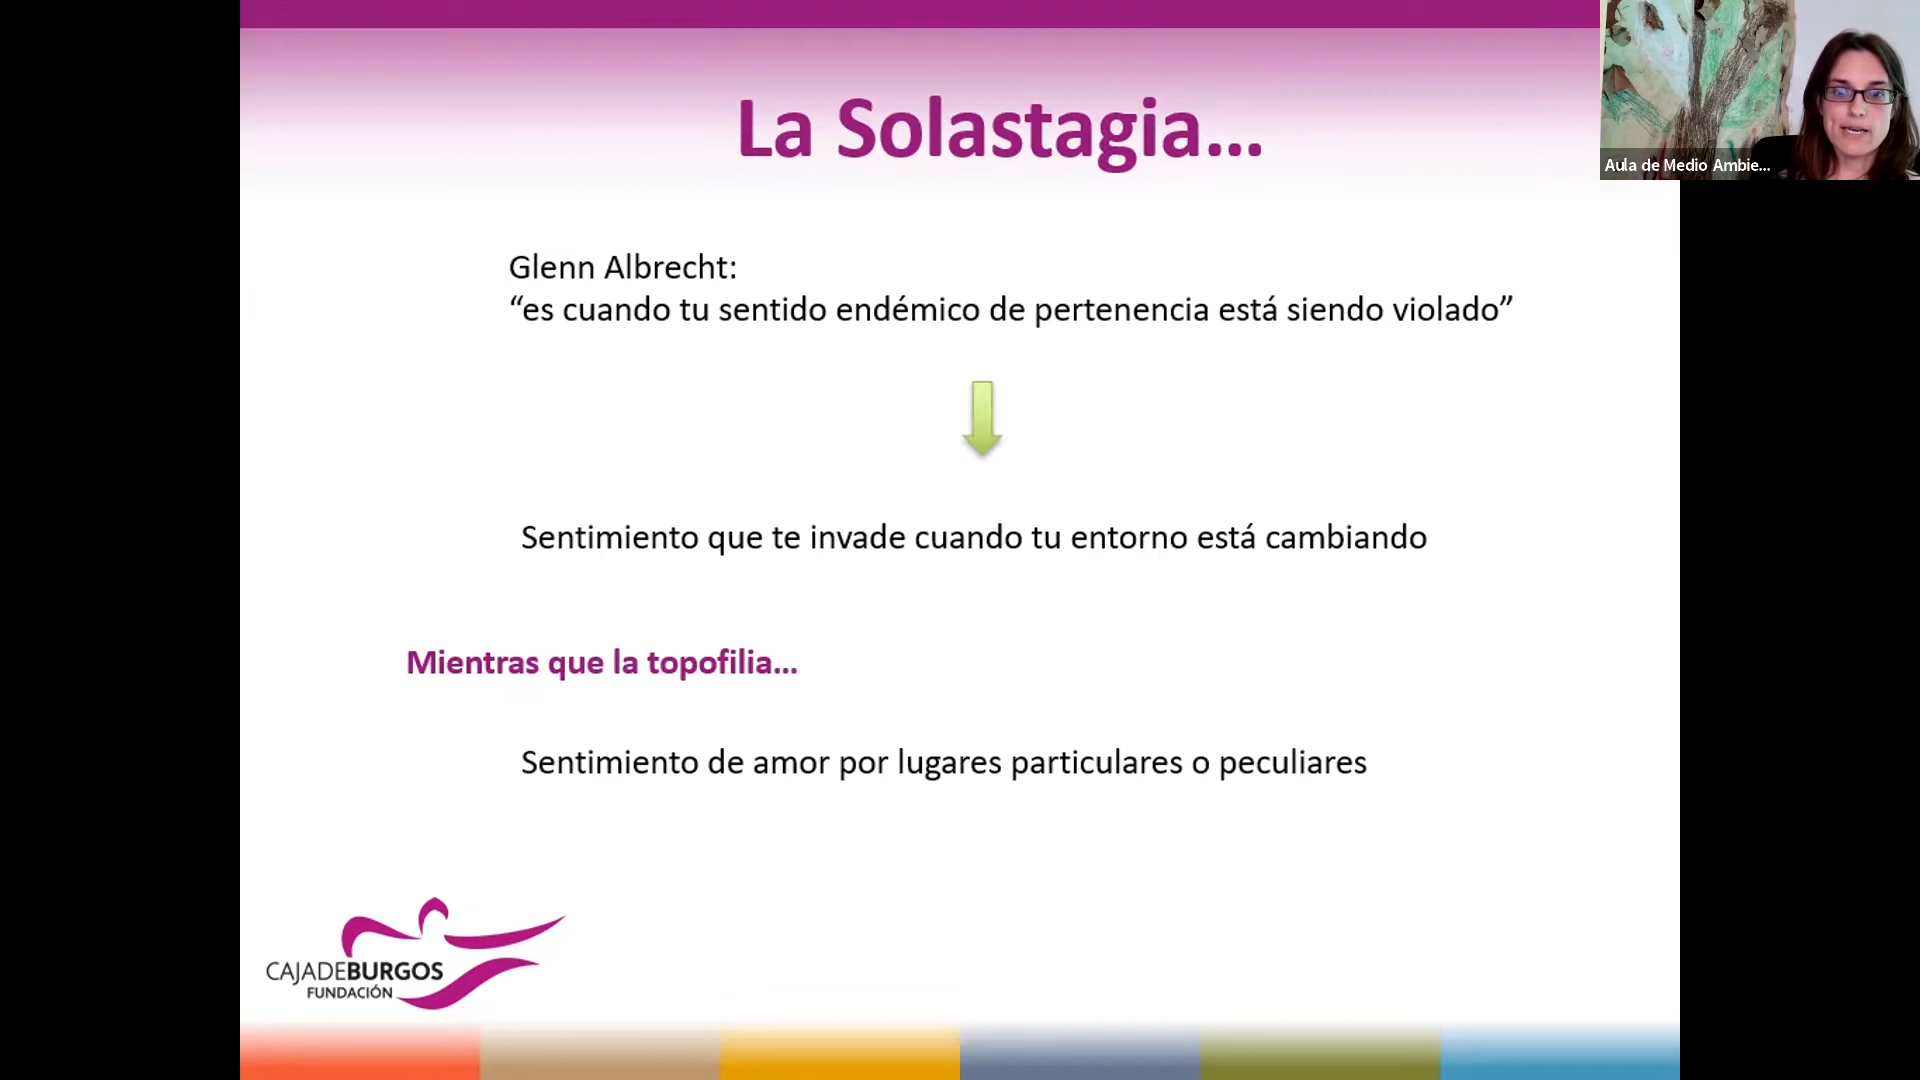 La Solastagia...
Aula de Medio Ambie...
Glenn Albrecht:
“es cuando tu sentido endémico de pertenencia está siendo violado”
Sentimiento que te invade cuando tu entorno está cambiando
Mientras que la topofilia...
Sentimiento de amor por lugares particulares o peculiares
CAJADEBURGOS
FUNDACIÓN